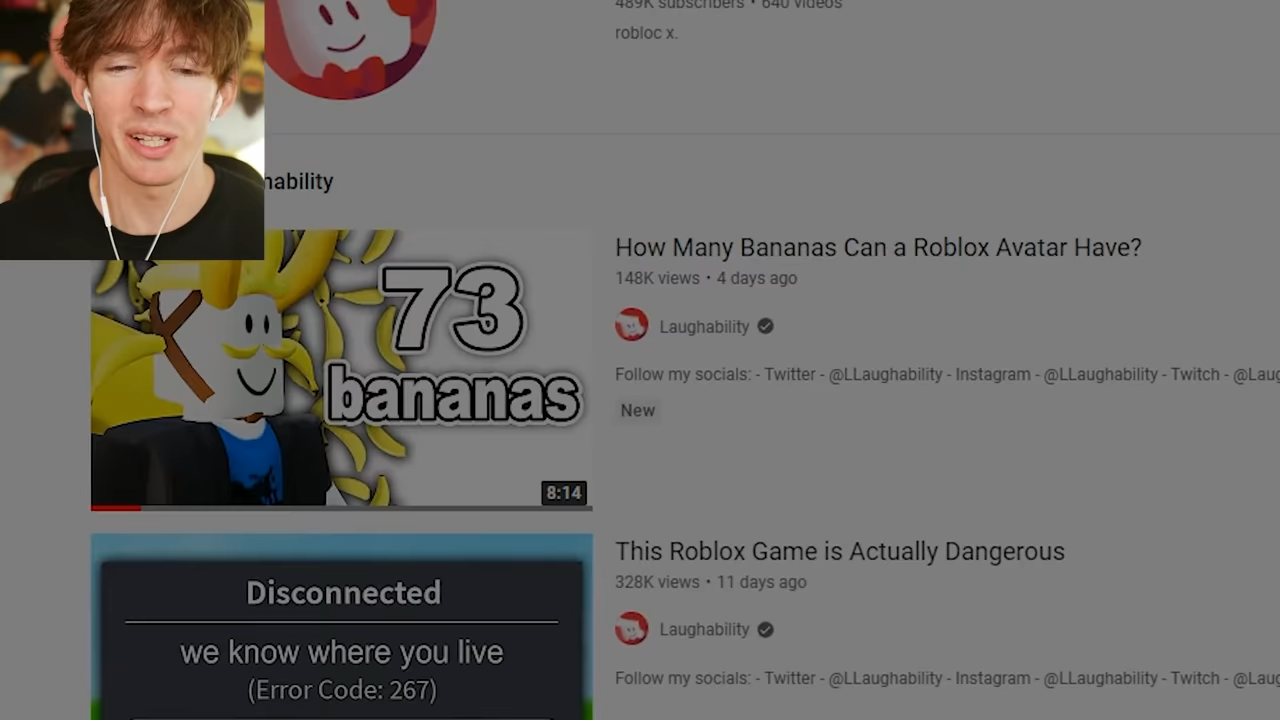 489K subscribers • 640 videos
robloc x.
hability
How Many Bananas Can a Roblox Avatar Have?
148K views • 4 days ago
73
bananas
Laughability
Follow my socials: - Twitter - @LLaughability - Instagram - @LLaughability - Twitch - @Laug
New
8:14
This Roblox Game is Actually Dangerous
328K views • 11 days ago
Disconnected
we know where you live
(Error Code: 267)
Laughability
Follow my socials: - Twitter - @LLaughability - Instagram - @LLaughability - Twitch - @Laug